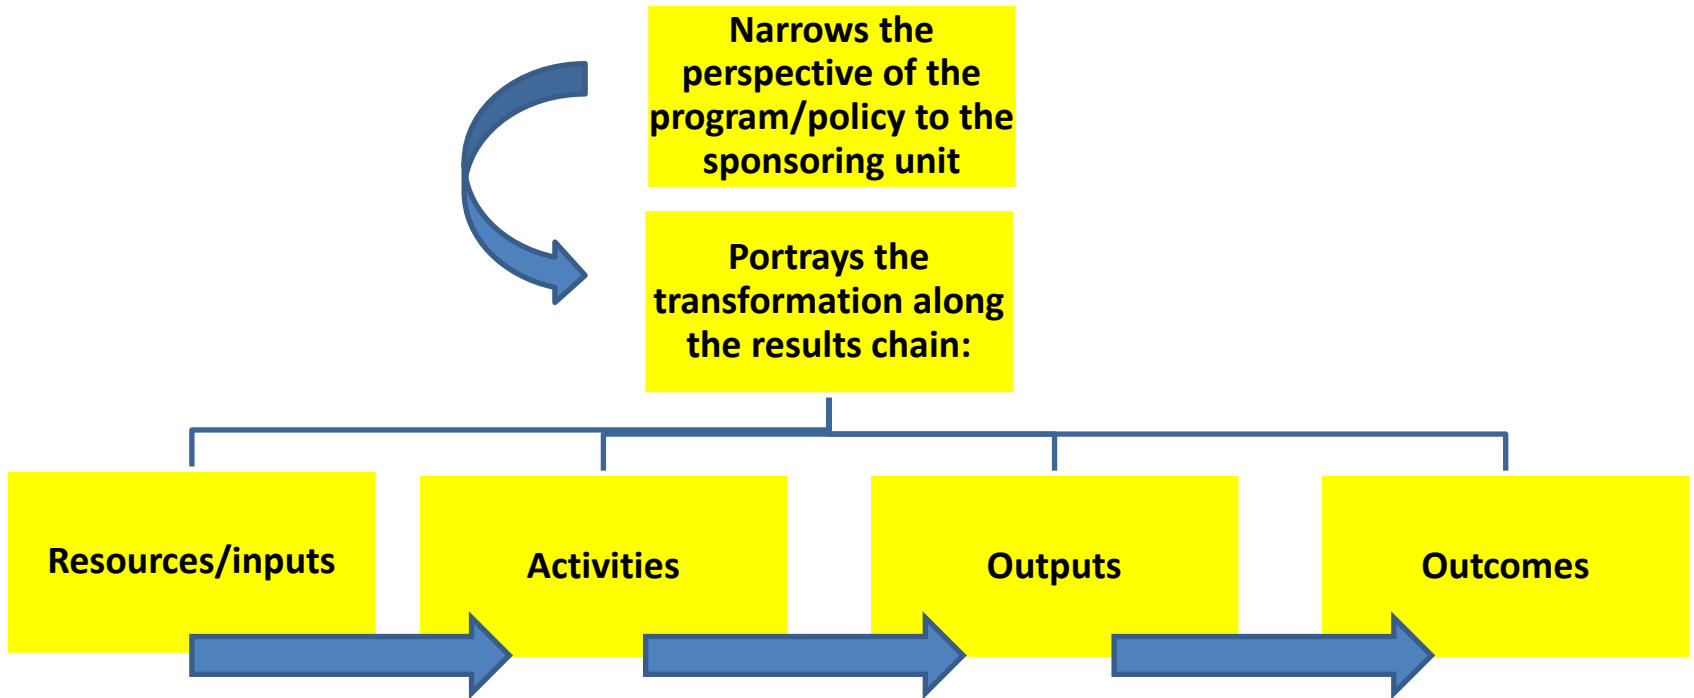 Narrows the
perspective of the
program/policy to the
sponsoring unit
Portrays the
transformation along
the results chain:
Resources/inputs
Activities
Outputs
Outcomes